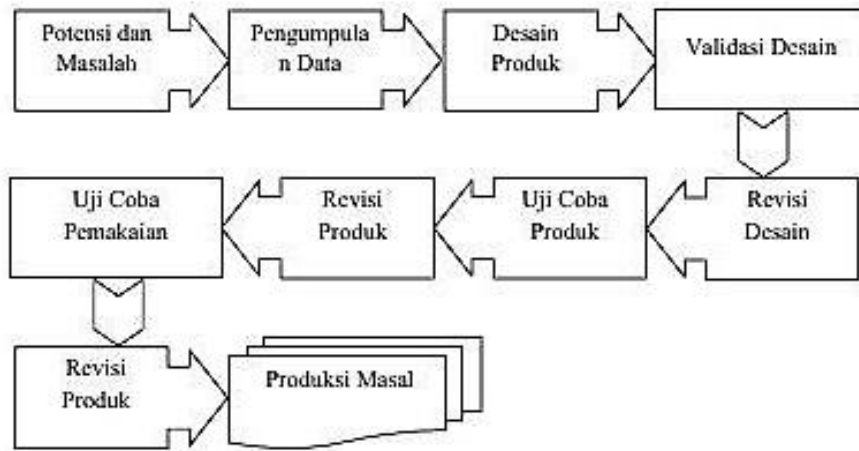 Potensi dan
Masalah
Pengumpula
n Data
Desain
Produk
Validasi Desain
Revisi
Desain
Uji Coba
Produk
Revisi
Produk
Uji Coba
Pemakaian
Revisi
Produk
Produksi Masal